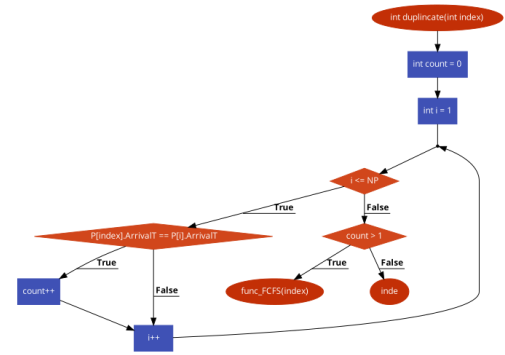 int duplincate(int index)
int count = 0
int i = 1
i <= NP
True
False
P[index].ArrivalT == P[i].ArrivalT
count > 1
True
False
True
False
count++
func_FCFS(index)
inde
i++